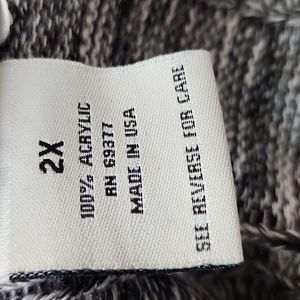 2X
100% ACRYLIC
RN 69377
MADE IN USA
SEE REVERSE FOR CARE